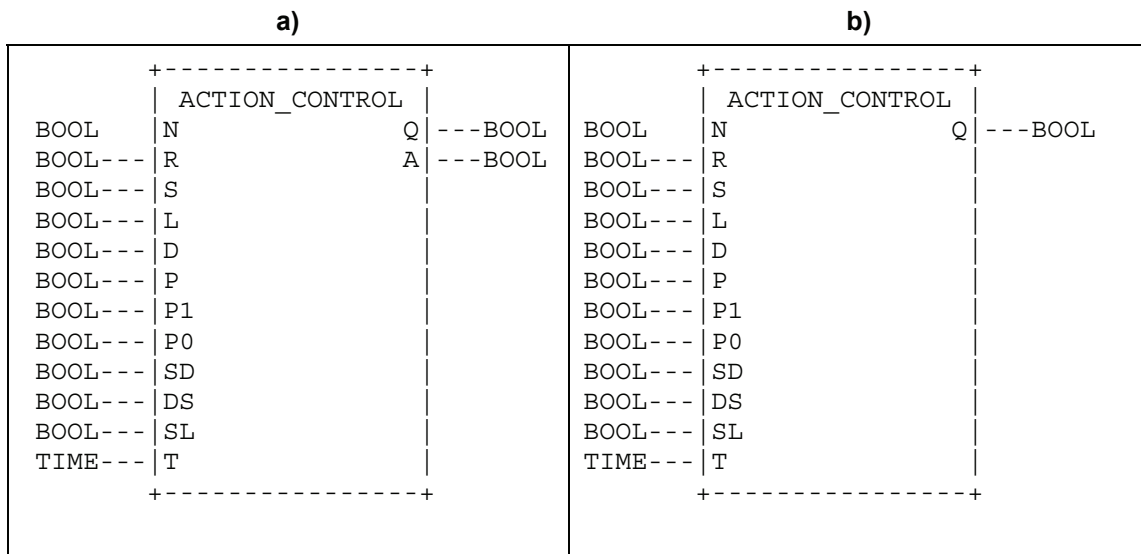 a) b)
+----------------+ +----------------+
| ACTION_CONTROL | | ACTION_CONTROL |
BOOL |N Q|---BOOL BOOL |N Q|---BOOL
BOOL---|R A|---BOOL BOOL---|R |
BOOL---|S | BOOL---|S |
BOOL---|L | BOOL---|L |
BOOL---|D | BOOL---|D |
BOOL---|P | BOOL---|P |
BOOL---|P1 | BOOL---|P1 |
BOOL---|P0 | BOOL---|P0 |
BOOL---|SD | BOOL---|SD |
BOOL---|DS | BOOL---|DS |
BOOL---|SL | BOOL---|SL |
TIME---|T | TIME---|T |
+----------------+ +----------------+